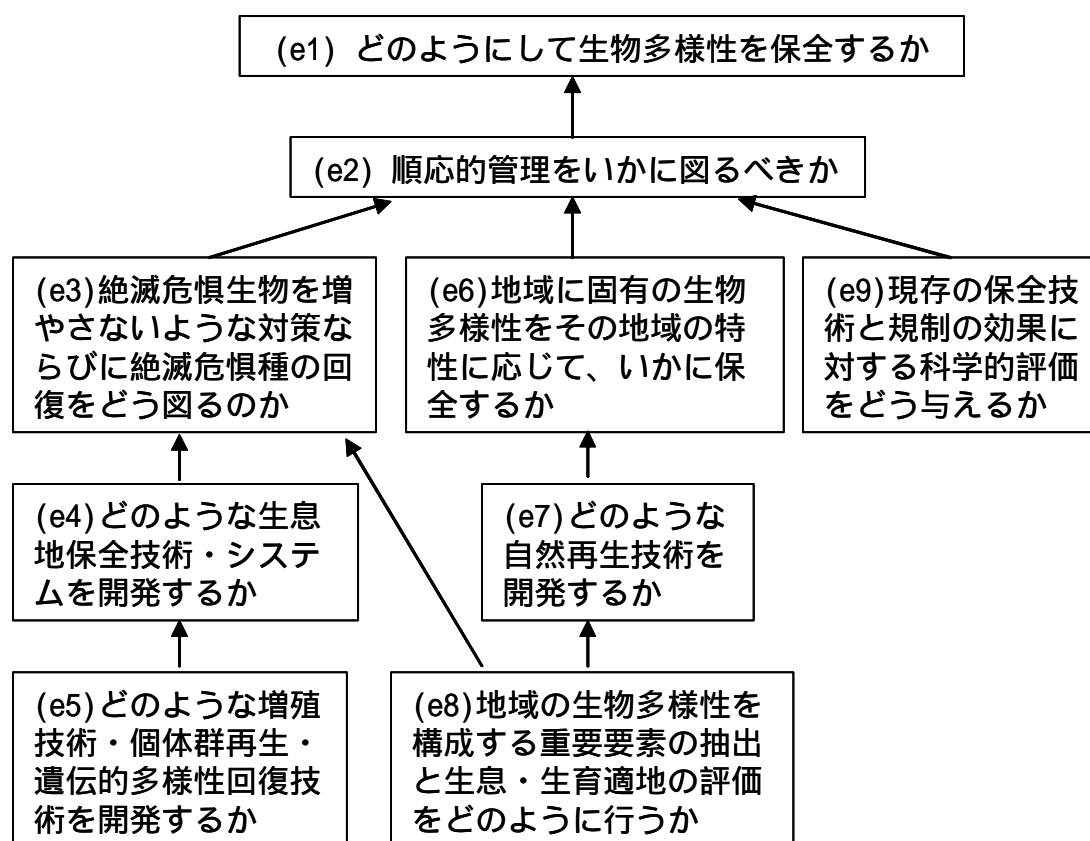 (e1) どのようにして生物多様性を保全するか
(e2) 順応的管理をいかに図るべきか
(e3)絶滅危惧生物を増
やさないような対策な
らびに絶滅危惧種の回
復をどう図るのか
(e6)地域に固有の生物
多様性をその地域の特
性に応じて、いかに保
全するか
(e9)現存の保全技
術と規制の効果に
対する科学的評価
をどう与えるか
(e4)どのような生息
地保全技術・システ
ムを開発するか
(e7)どのような
自然再生技術を
開発するか
(e5)どのような増殖
技術・個体群再生・
遺伝的多様性回復技
術を開発するか
(e8)地域の生物多様性を
構成する重要要素の抽出
と生息・生育適地の評価
をどのように行うか